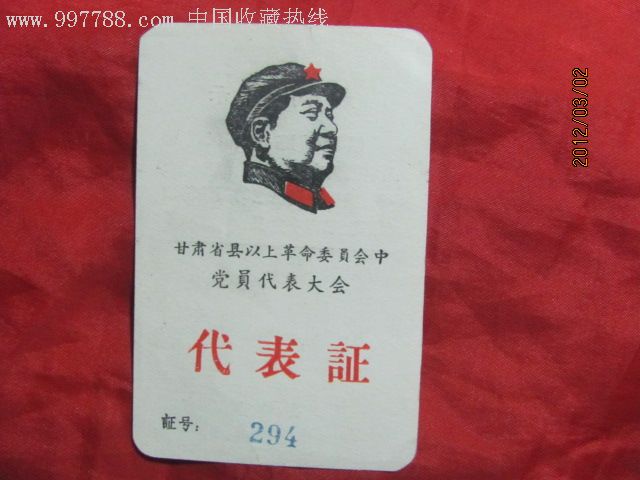 www.997788.com 中国收藏热线
2012/03/02
甘肃省县以上革命委員会中
党員代表大会
代表証
証号：294